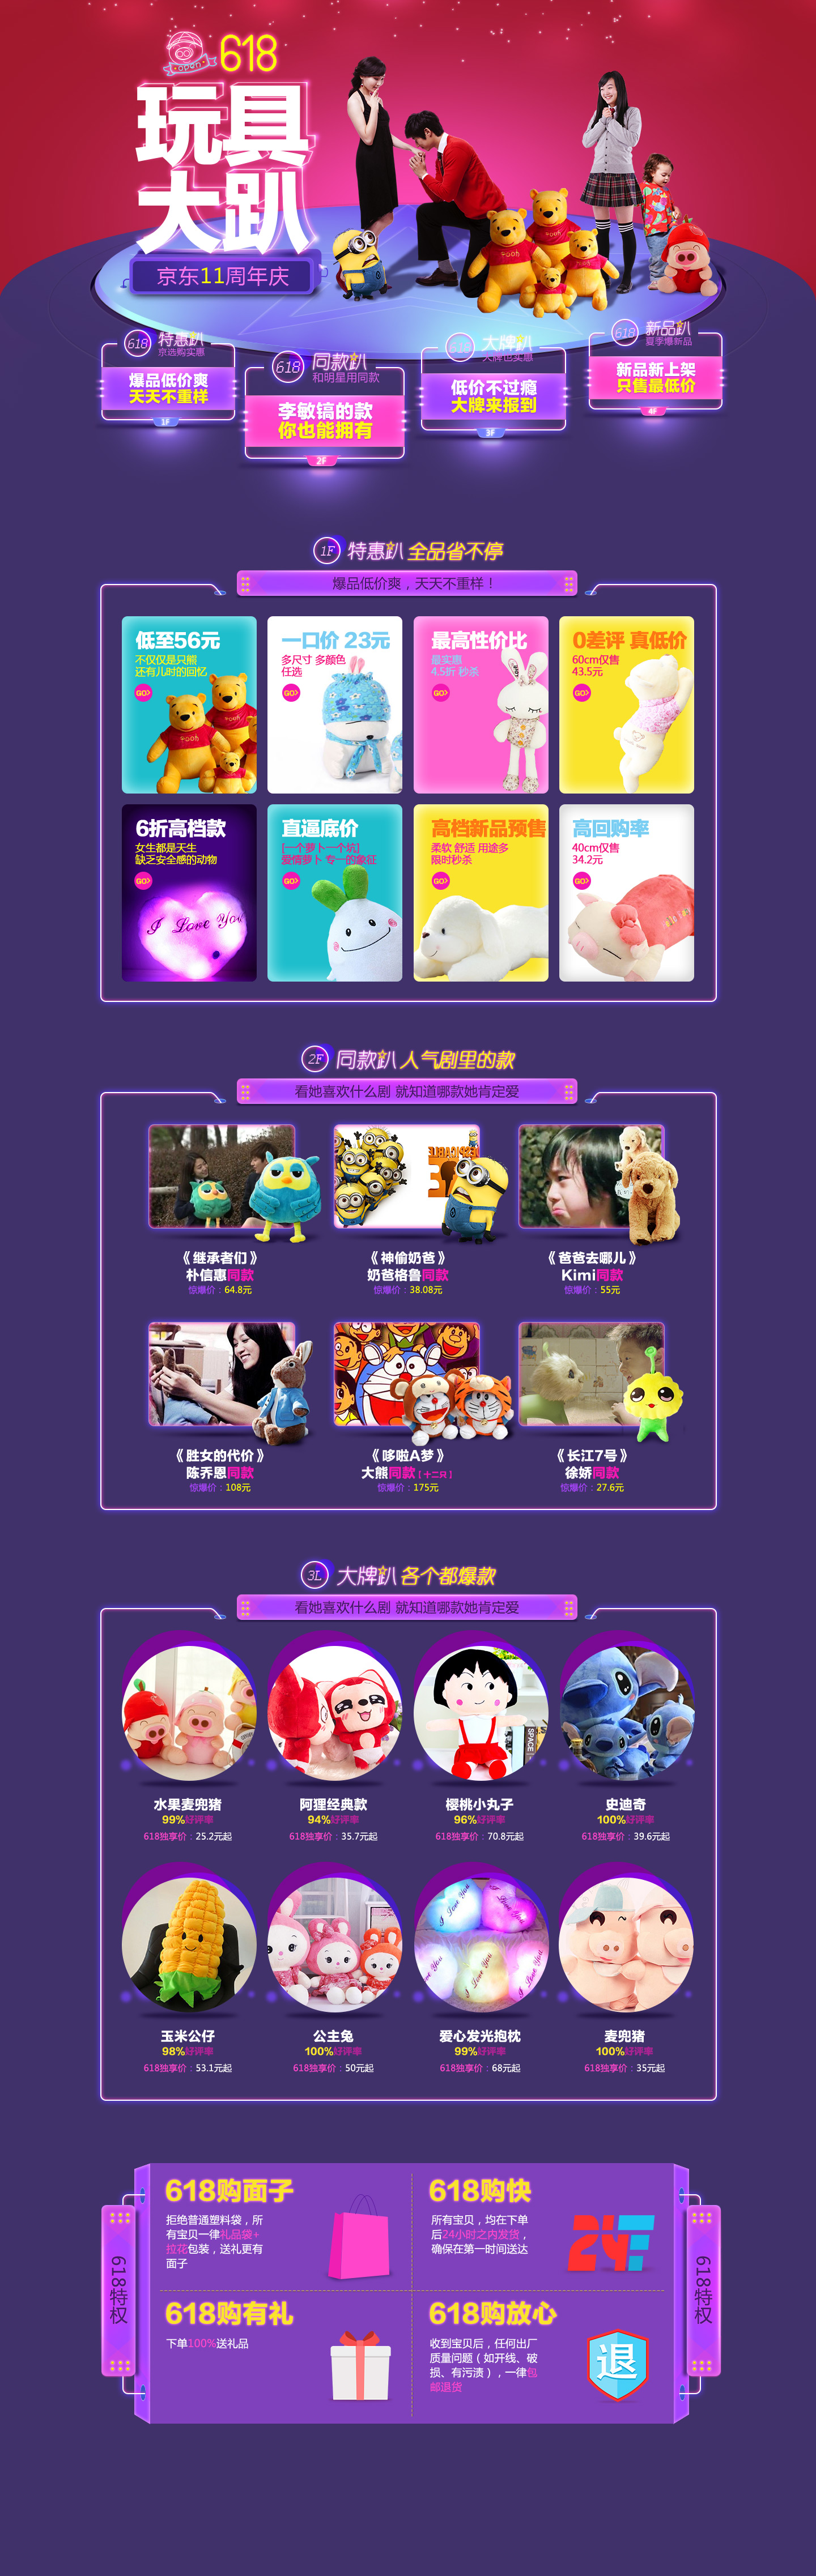 open
618
玩具
大趴
京东11周年庆
618
特惠趴
京选购实惠
爆品低价爽
天天不重样
1F
618
同款趴
和明星用同款
李敏镐的款
你也能拥有
2F
618
大牌趴
大牌也实惠
低价不过瘾
大牌来报到
3F
618
新品趴
夏季爆新品
新品新上架
只售最低价
4F
1F 特惠趴 全品省不停
爆品低价爽，天天不重样！
低至56元
不仅仅是只熊
还有儿时的回忆
GO>
Pooh
一口价 23元
多尺寸 多颜色
任选
GO>
最高性价比
最实惠
4.5折 秒杀
GO>
0差评 真低价
60cm仅售
43.5元
GO>
6折高档款
女生都是天生
缺乏安全感的动物
GO>
I Love You
直逼底价
[一个萝卜一个坑]
爱情萝卜 专一的象征
GO>
高档新品预售
柔软 舒适 用途多
限时秒杀
GO>
高回购率
40cm仅售
34.2元
GO>
2F 同款趴 人气剧里的款
看她喜欢什么剧 就知道哪款她肯定爱
《继承者们》
朴信惠同款
惊爆价：64.8元
《神偷奶爸》
奶爸格鲁同款
惊爆价：38.08元
《爸爸去哪儿》
Kimi同款
惊爆价：55元
《胜女的代价》
陈乔恩同款
惊爆价：108元
《哆啦A梦》
大熊同款［十二只］
惊爆价：175元
《长江7号》
徐娇同款
惊爆价：27.6元
3L 大牌趴 各个都爆款
看她喜欢什么剧 就知道哪款她肯定爱
SPACE
水果麦兜猪
99%好评率
618独享价：25.2元起
阿狸经典款
94%好评率
618独享价：35.7元起
樱桃小丸子
96%好评率
618独享价：70.8元起
史迪奇
100%好评率
618独享价：39.6元起
I Love You
玉米公仔
98%好评率
618独享价：53.1元起
公主兔
100%好评率
618独享价：50元起
爱心发光抱枕
99%好评率
618独享价：68元起
麦兜猪
100%好评率
618独享价：35元起
618特权
618购面子
拒绝普通塑料袋，所
有宝贝一律礼品袋+
拉花包装，送礼更有
面子
618购快
所有宝贝，均在下单
后24小时之内发货，
确保在第一时间送达
24
618购有礼
下单100%送礼品
618购放心
收到宝贝后，任何出厂
质量问题（如开线、破
损、有污渍），一律包
邮退货
退
618特权